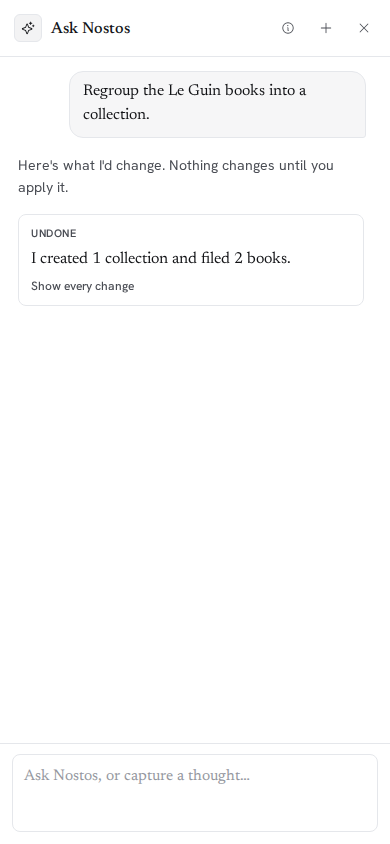 Ask Nostos
Regroup the Le Guin books into a
collection.
Here's what I'd change. Nothing changes until you
apply it.
UNDONE
I created 1 collection and filed 2 books.
Show every change
Ask Nostos, or capture a thought...